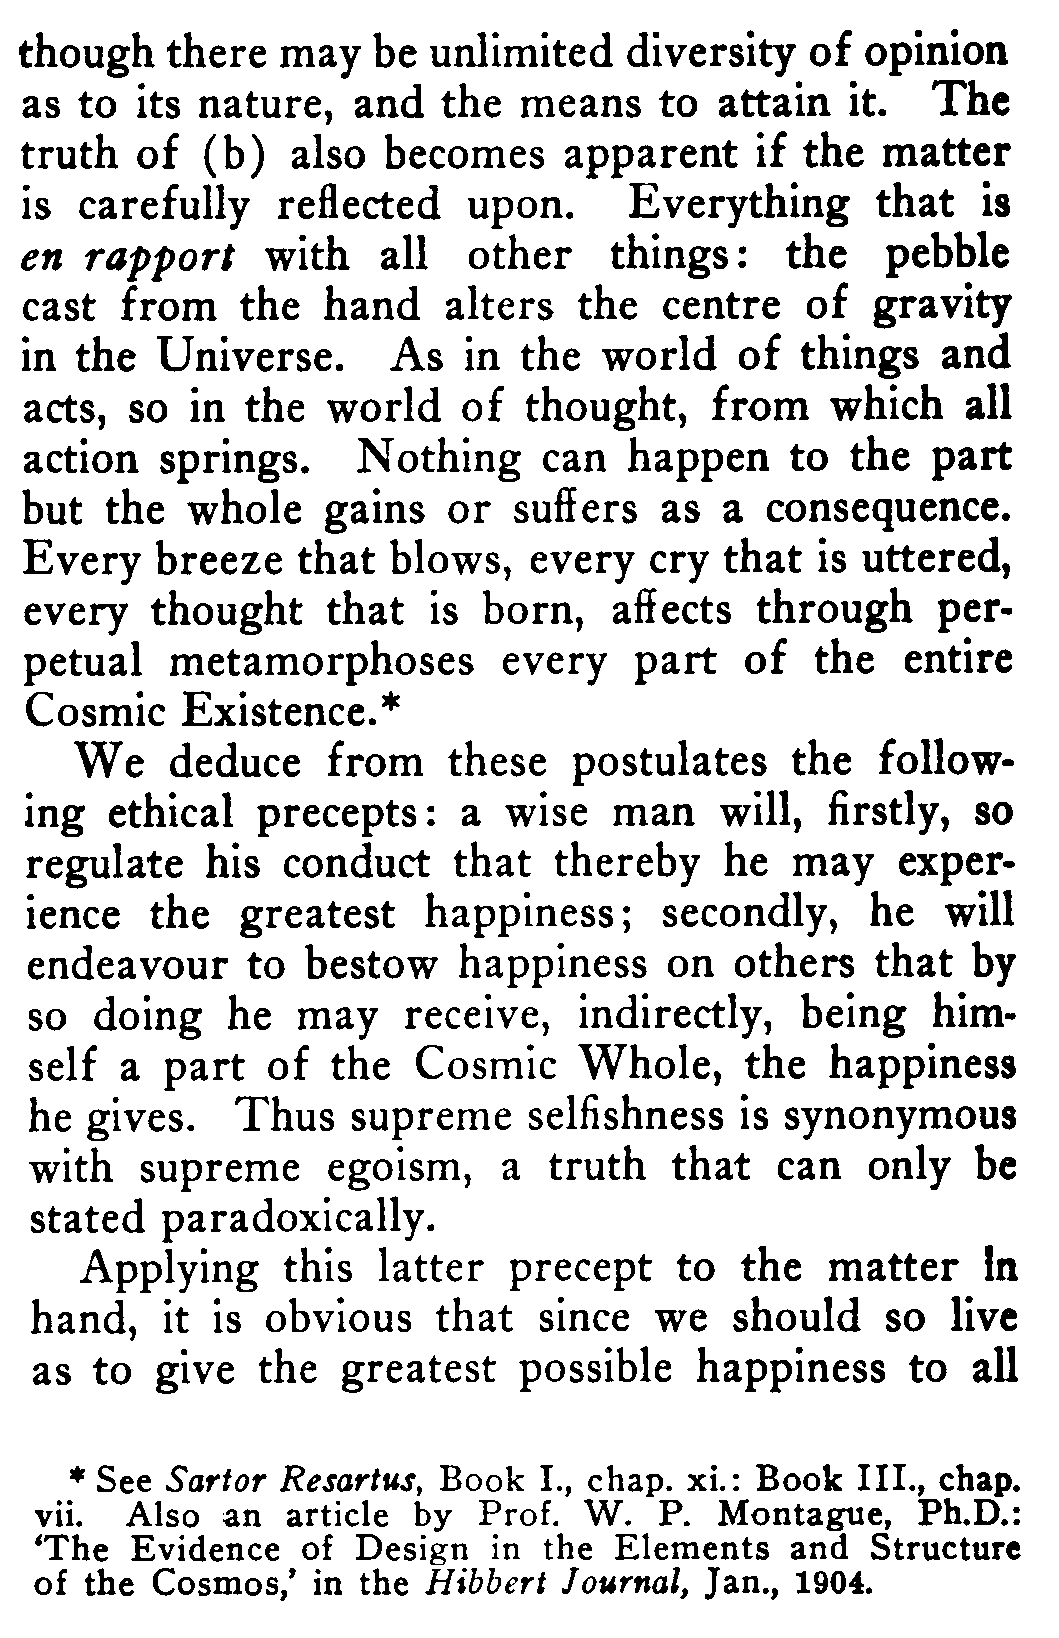 though there may be unlimited diversity of opinion
as to its nature, and the means to attain it. The
truth of (b) also becomes apparent if the matter
is carefully reflected upon. Everything that is
en rapport with all other things: the pebble
cast from the hand alters the centre of gravity
in the Universe. As in the world of things and
acts, so in the world of thought, from which all
action springs. Nothing can happen to the part
but the whole gains or suffers as a consequence.
Every breeze that blows, every cry that is uttered,
every thought that is born, affects through per-
petual metamorphoses every part of the entire
Cosmic Existence.*
We deduce from these postulates the follow-
ing ethical precepts: a wise man will, firstly, so
regulate his conduct that thereby he may exper-
ience the greatest happiness; secondly, he will
endeavour to bestow happiness on others that by
so doing he may receive, indirectly, being him-
self a part of the Cosmic Whole, the happiness
he gives. Thus supreme selfishness is synonymous
with supreme egoism, a truth that can only be
stated paradoxically.
Applying this latter precept to the matter in
hand, it is obvious that since we should so live
as to give the greatest possible happiness to all
* See Sartor Resartus, Book I., chap. xi.: Book III., chap.
vii. Also an article by Prof. W. P. Montague, Ph.D.:
'The Evidence of Design in the Elements and Structure
of the Cosmos,' in the Hibbert Journal, Jan., 1904.